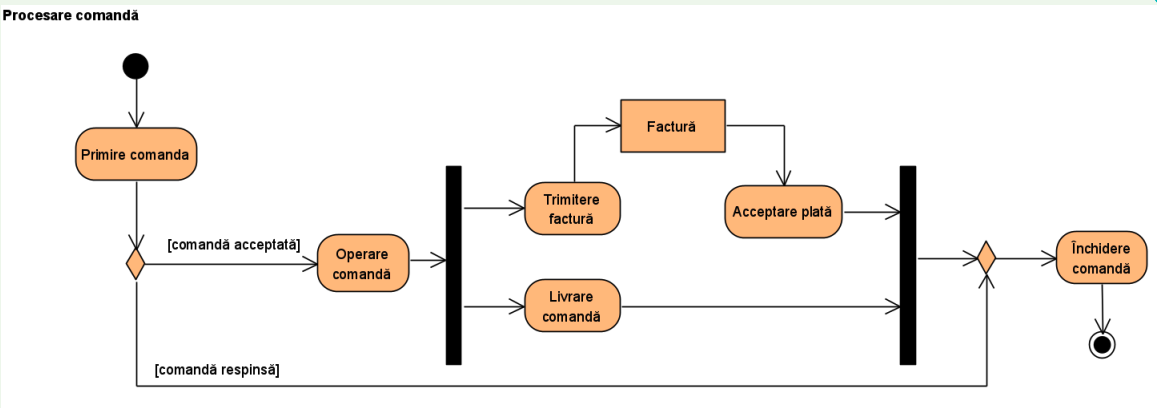 Procesare comandă
Primire comanda
[comandă acceptată]
Operare
comandă
Trimitere
factură
Factură
Acceptare plată
Livrare
comandă
Închidere
comandă
[comandă respinsă]